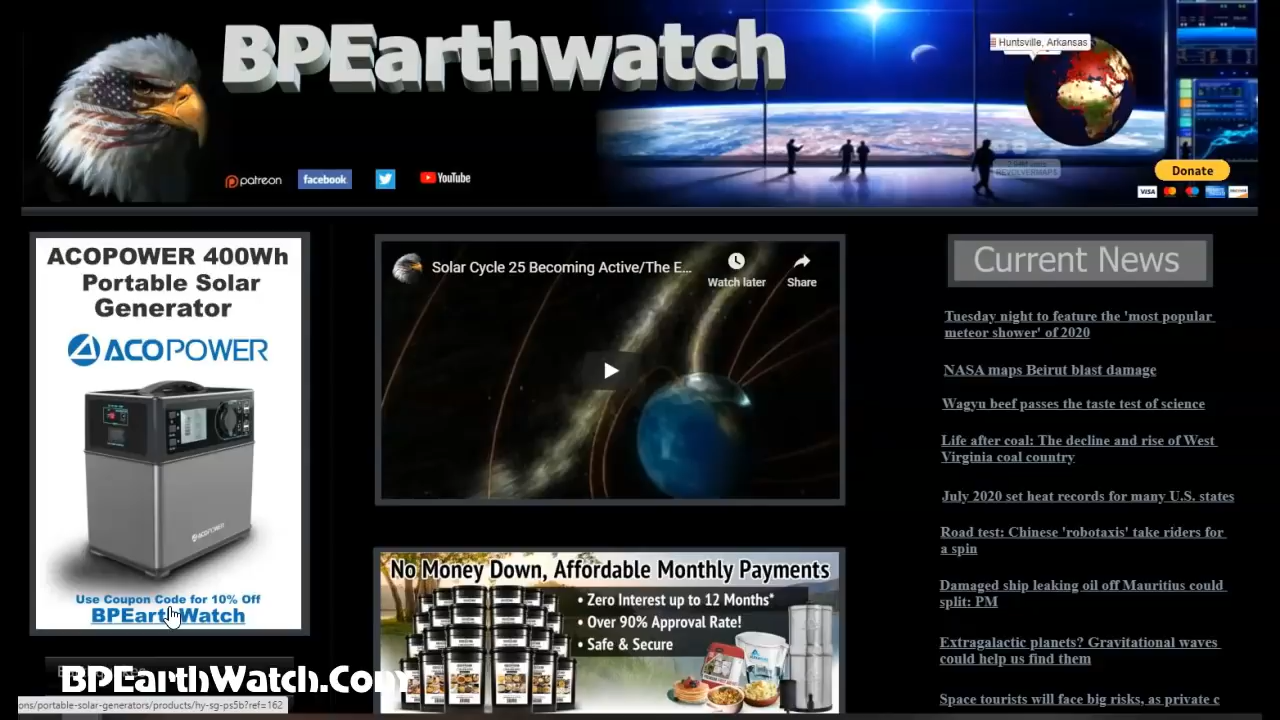 BPEarthwatch
Huntsville, Arkansas
patreon
facebook
YouTube
REVOLVERMAPS
Donate
VISA
ACOPOWER 400Wh
Portable Solar
Generator
ACOPOWER
Use Coupon Code for 10% Off
BPEarthWatch
Solar Cycle 25 Becoming Active/The E...
Watch later
Share
No Money Down, Affordable Monthly Payments
• Zero Interest up to 12 Months*
• Over 90% Approval Rate!
• Safe & Secure
Current News
Tuesday night to feature the 'most popular
meteor shower' of 2020
NASA maps Beirut blast damage
Wagyu beef passes the taste test of science
Life after coal: The decline and rise of West
Virginia coal country
July 2020 set heat records for many U.S. states
Road test: Chinese 'robotaxis' take riders for
a spin
Damaged ship leaking oil off Mauritius could
split: PM
Extragalactic planets? Gravitational waves
could help us find them
Space tourists will face big risks, as private c
BPEarthWatch.Com
ons/portable-solar-generators/products/hy-sg-ps5b?ref=162